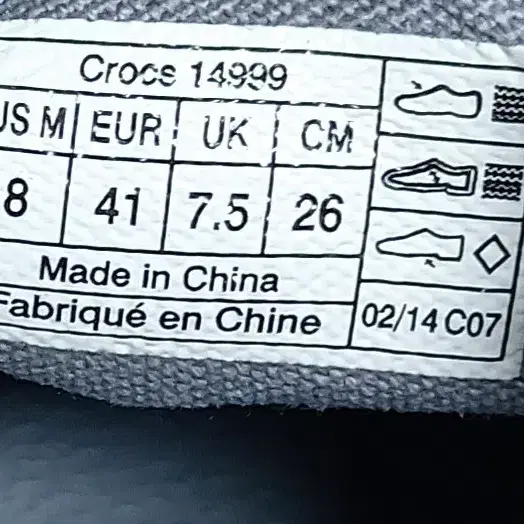 Crocs 14999
US M EUR UK CM
8 41 7.5 26
Made in China
Fabriqué en Chine
02/14 C07